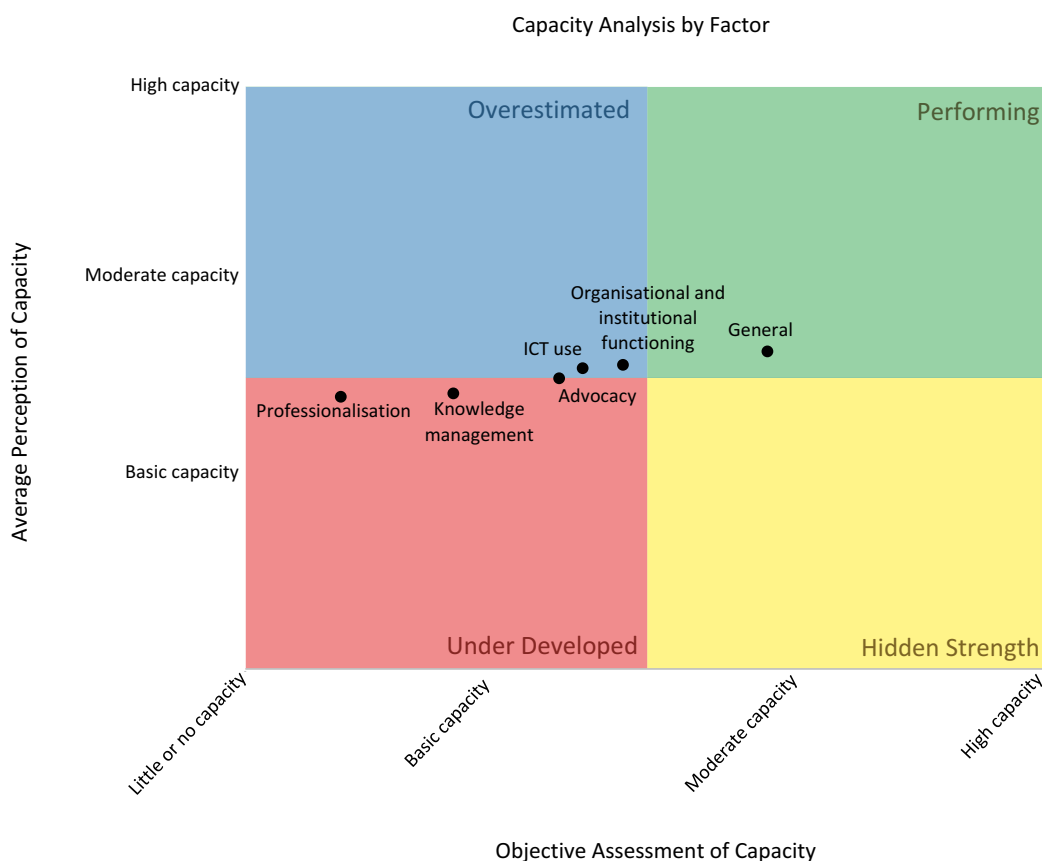 Capacity Analysis by Factor
High capacity
Overestimated
Performing
Average Perception of Capacity
Moderate capacity
Organisational and
institutional
functioning
General
ICT use
Advocacy
Professionalisation
Knowledge
management
Basic capacity
Under Developed
Hidden Strength
Little or no capacity
Basic capacity
Moderate capacity
High capacity
Objective Assessment of Capacity